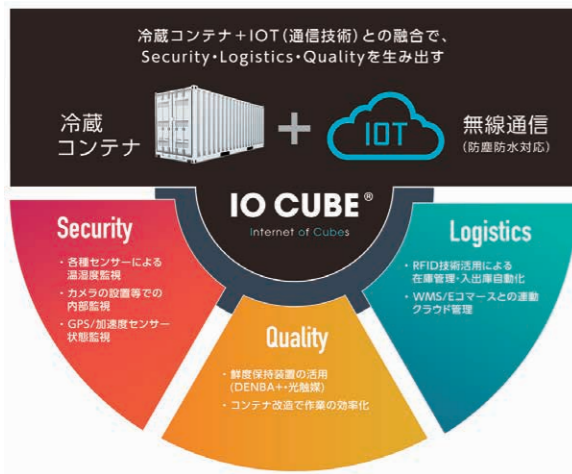 冷蔵コンテナ+IOT(通信技術)との融合で、
Security・Logistics・Qualityを生み出す
冷蔵
コンテナ
+
IOT
無線通信
(防塵防水対応)
IO CUBE®
Internet of Cubes
Security
・各種センサーによる
温湿度監視
・カメラの設置等での
内部監視
・GPS/加速度センサー
状態監視
Quality
・鮮度保持装置の活用
(DENBA+・光触媒)
・コンテナ改造で作業の効率化
Logistics
・RFID技術活用による
在庫管理・入出庫自動化
・WMS/Eコマースとの連動
クラウド管理